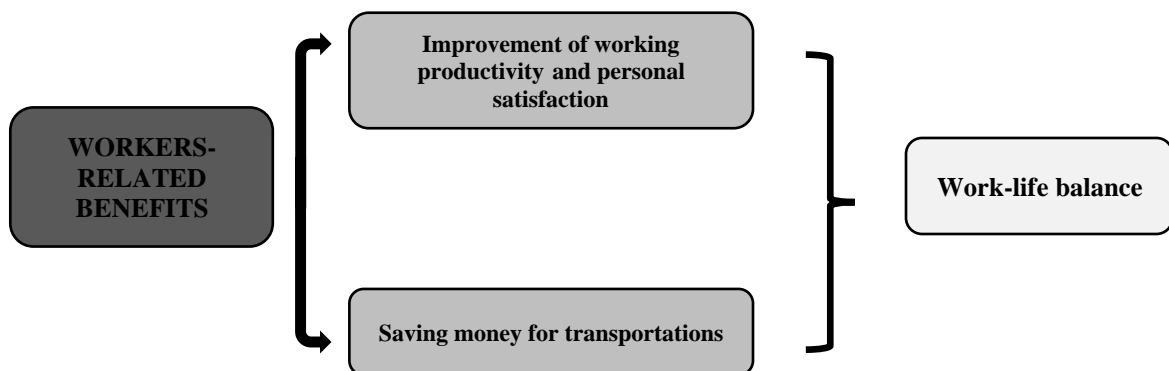 Improvement of working
productivity and personal
satisfaction
WORKERS-
RELATED
BENEFITS
Work-life balance
Saving money for transportations